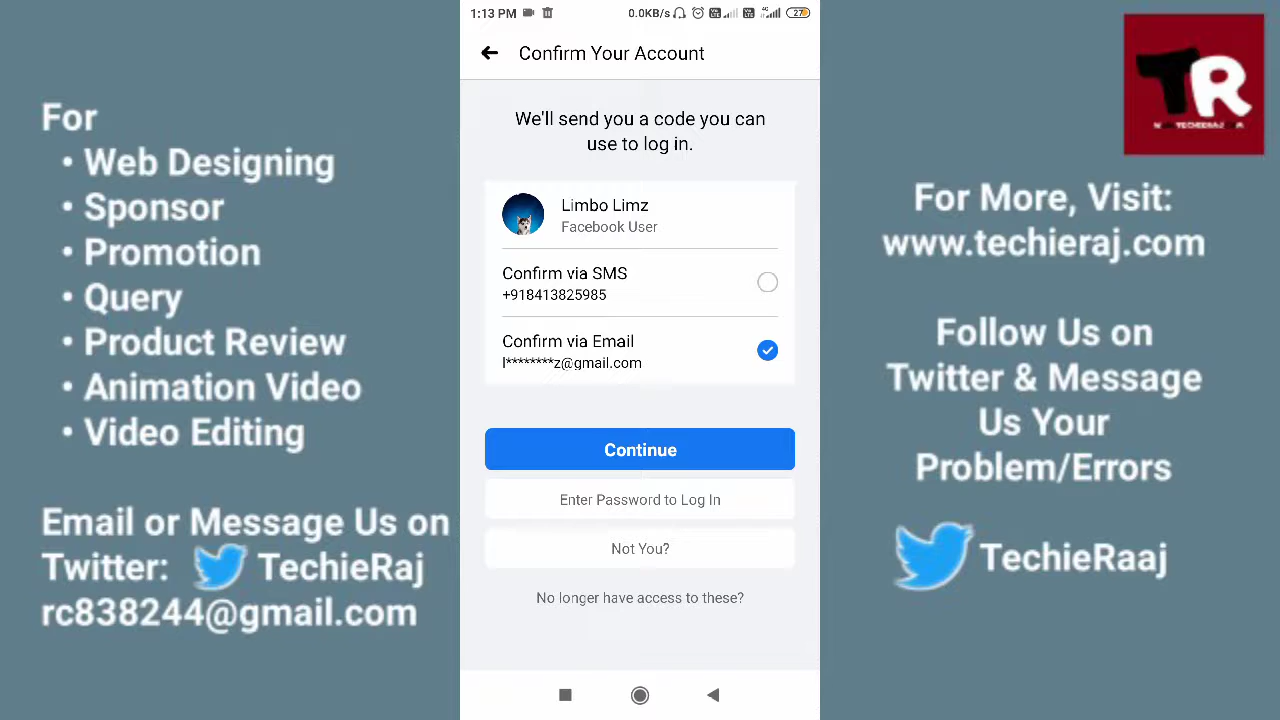 For
• Web Designing
• Sponsor
• Promotion
• Query
• Product Review
• Animation Video
• Video Editing
Email or Message Us on
Twitter: TechieRaj
rc838244@gmail.com
1:13 PM 0.0KB/s 4G 27
Confirm Your Account
We'll send you a code you can
use to log in.
Limbo Limz
Facebook User
Confirm via SMS
+918413825985
Confirm via Email
l********z@gmail.com
Continue
Enter Password to Log In
Not You?
No longer have access to these?
TR
For More, Visit:
www.techieraj.com
Follow Us on
Twitter & Message
Us Your
Problem/Errors
TechieRaaj